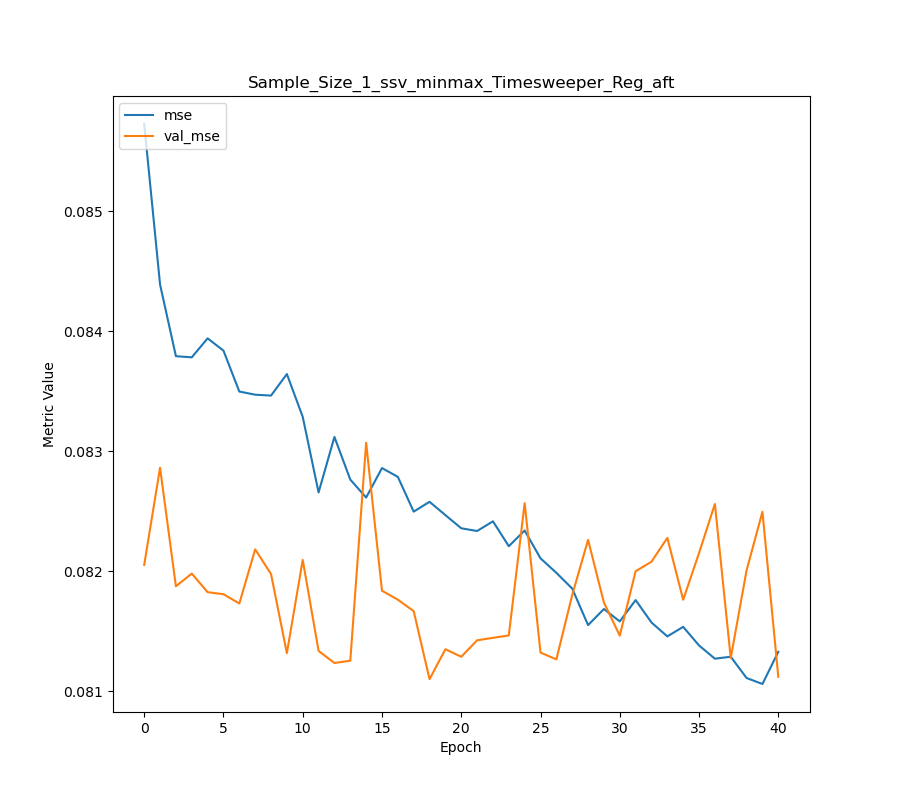 Sample_Size_1_ssv_minmax_Timesweeper_Reg_aft
mse
val_mse
0.085
0.084
0.083
0.082
0.081
Metric Value
0 5 10 15 20 25 30 35 40
Epoch